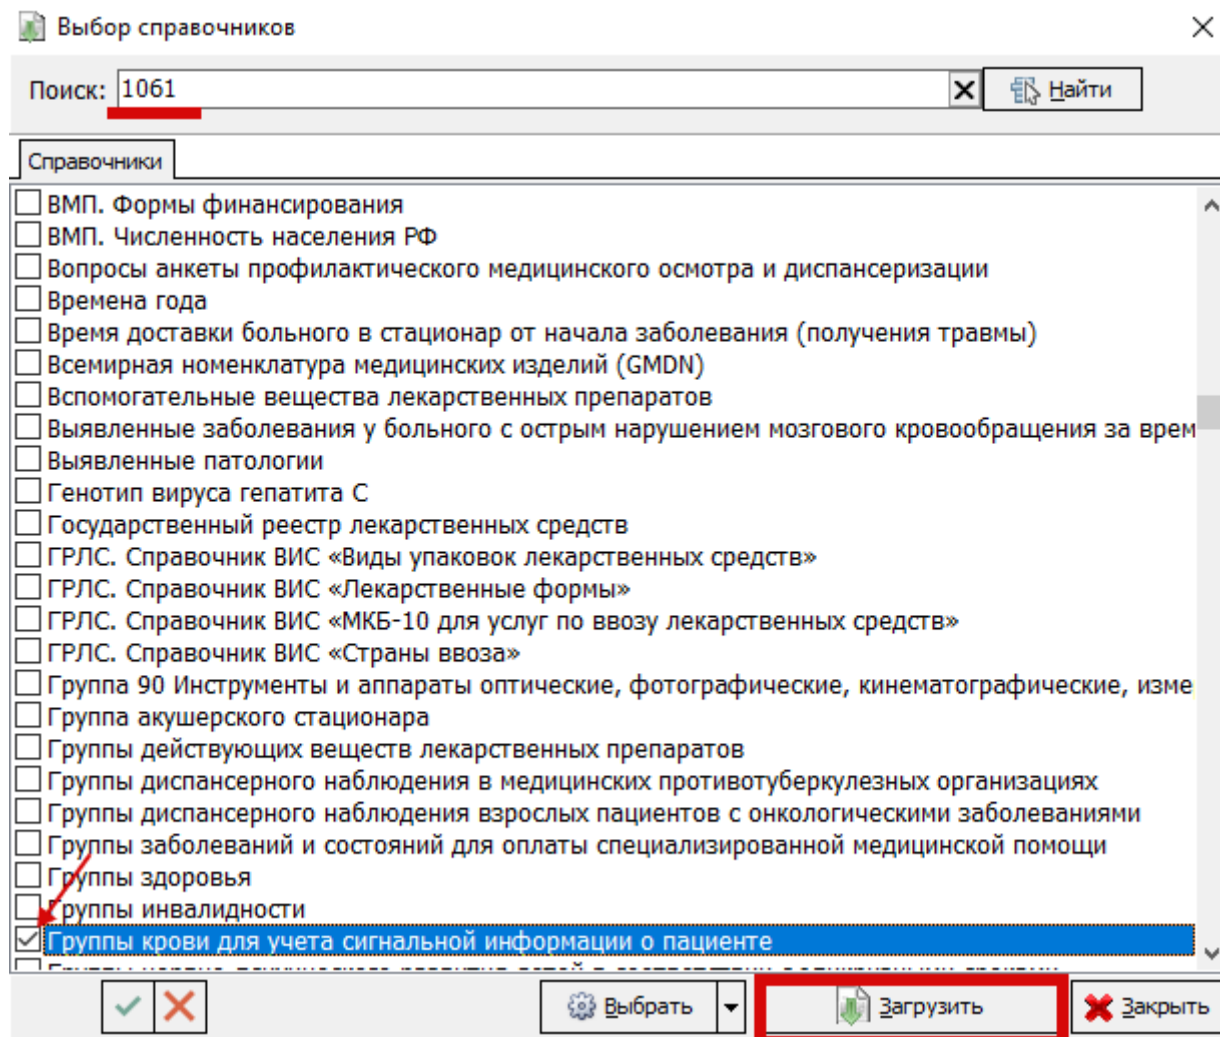 Выбор справочников
Поиск: 1061 Найти
Справочники
ВМП. Формы финансирования
ВМП. Численность населения РФ
Вопросы анкеты профилактического медицинского осмотра и диспансеризации
Времена года
Время доставки больного в стационар от начала заболевания (получения травмы)
Всемирная номенклатура медицинских изделий (GMDN)
Вспомогательные вещества лекарственных препаратов
Выявленные заболевания у больного с острым нарушением мозгового кровообращения за врем
Выявленные патологии
Генотип вируса гепатита С
Государственный реестр лекарственных средств
ГРЛС. Справочник ВИС «Виды упаковок лекарственных средств»
ГРЛС. Справочник ВИС «Лекарственные формы»
ГРЛС. Справочник ВИС «МКБ-10 для услуг по ввозу лекарственных средств»
ГРЛС. Справочник ВИС «Страны ввоза»
Группа 90 Инструменты и аппараты оптические, фотографические, кинематографические, изме
Группа акушерского стационара
Группы действующих веществ лекарственных препаратов
Группы диспансерного наблюдения в медицинских противотуберкулезных организациях
Группы диспансерного наблюдения взрослых пациентов с онкологическими заболеваниями
Группы заболеваний и состояний для оплаты специализированной медицинской помощи
Группы здоровья
Группы инвалидности
Группы крови для учета сигнальной информации о пациенте
Выбрать Загрузить Закрыть